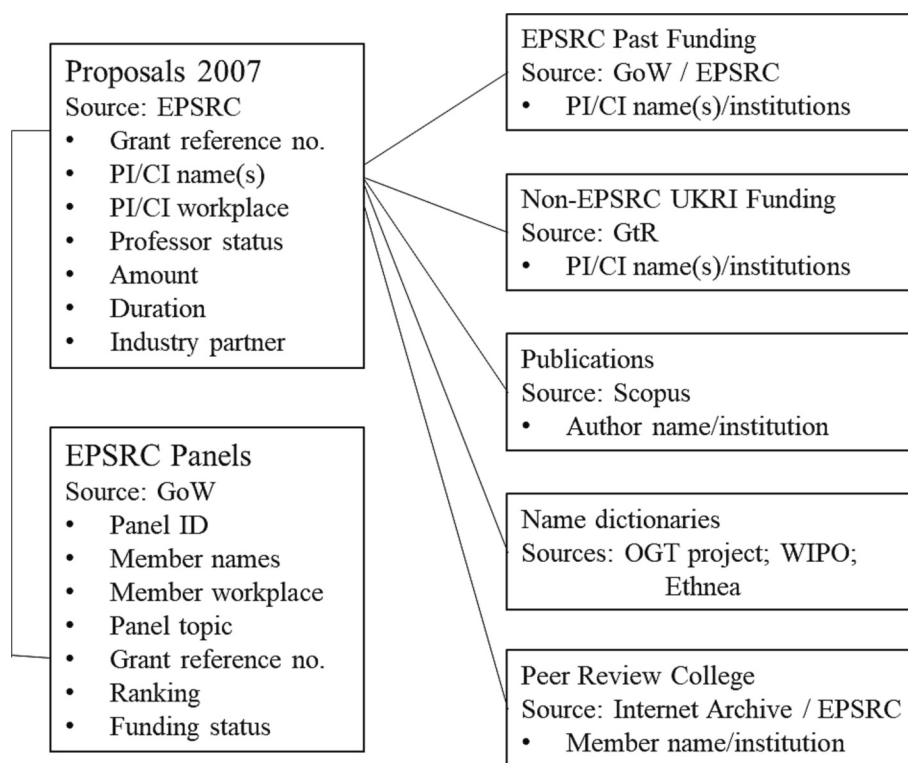 Proposals 2007
Source: EPSRC
• Grant reference no.
• PI/CI name(s)
• PI/CI workplace
• Professor status
• Amount
• Duration
• Industry partner
EPSRC Panels
Source: GoW
• Panel ID
• Member names
• Member workplace
• Panel topic
• Grant reference no.
• Ranking
• Funding status
EPSRC Past Funding
Source: GoW / EPSRC
• PI/CI name(s)/institutions
Non-EPSRC UKRI Funding
Source: GtR
• PI/CI name(s)/institutions
Publications
Source: Scopus
• Author name/institution
Name dictionaries
Sources: OGT project; WIPO;
Ethnea
Peer Review College
Source: Internet Archive / EPSRC
• Member name/institution